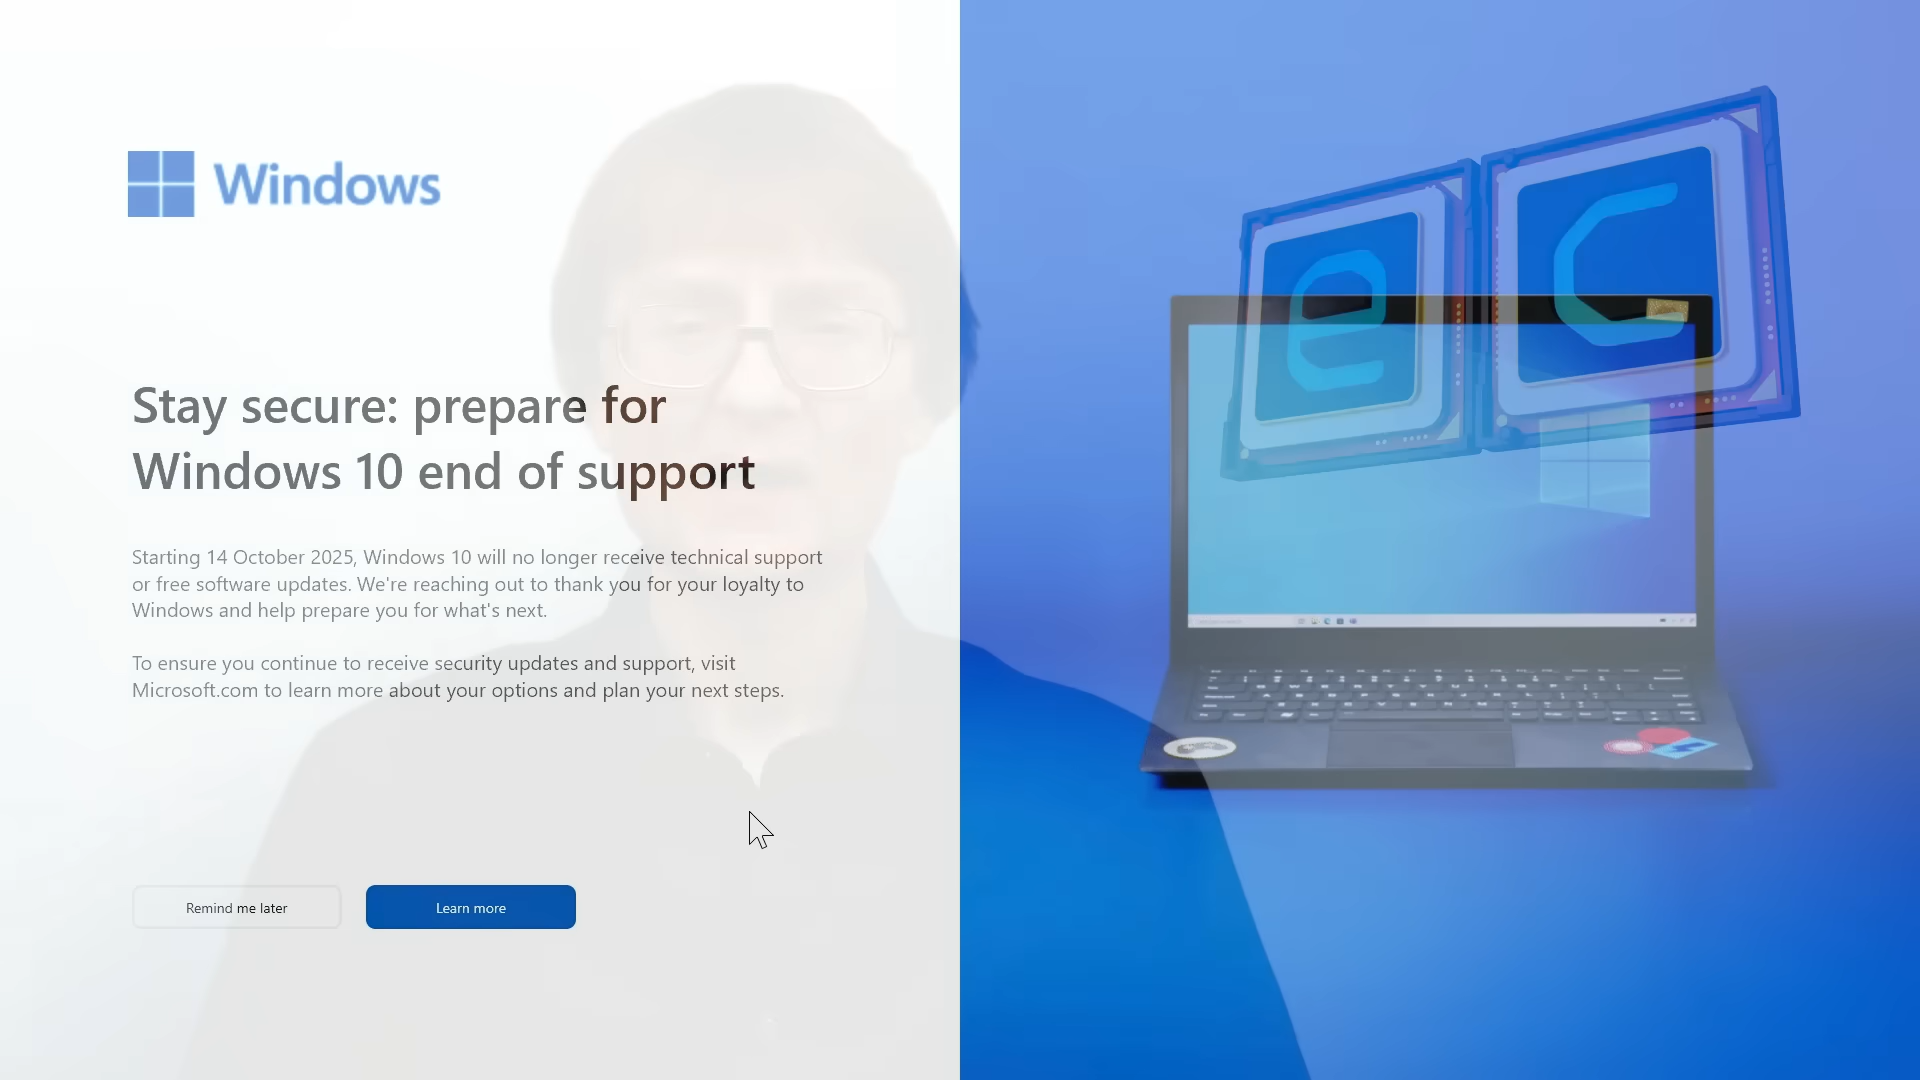 Windows
Stay secure: prepare for
Windows 10 end of support
Starting 14 October 2025, Windows 10 will no longer receive technical support
or free software updates. We're reaching out to thank you for your loyalty to
Windows and help prepare you for what's next.
To ensure you continue to receive security updates and support, visit
Microsoft.com to learn more about your options and plan your next steps.
Remind me later
Learn more
e
C